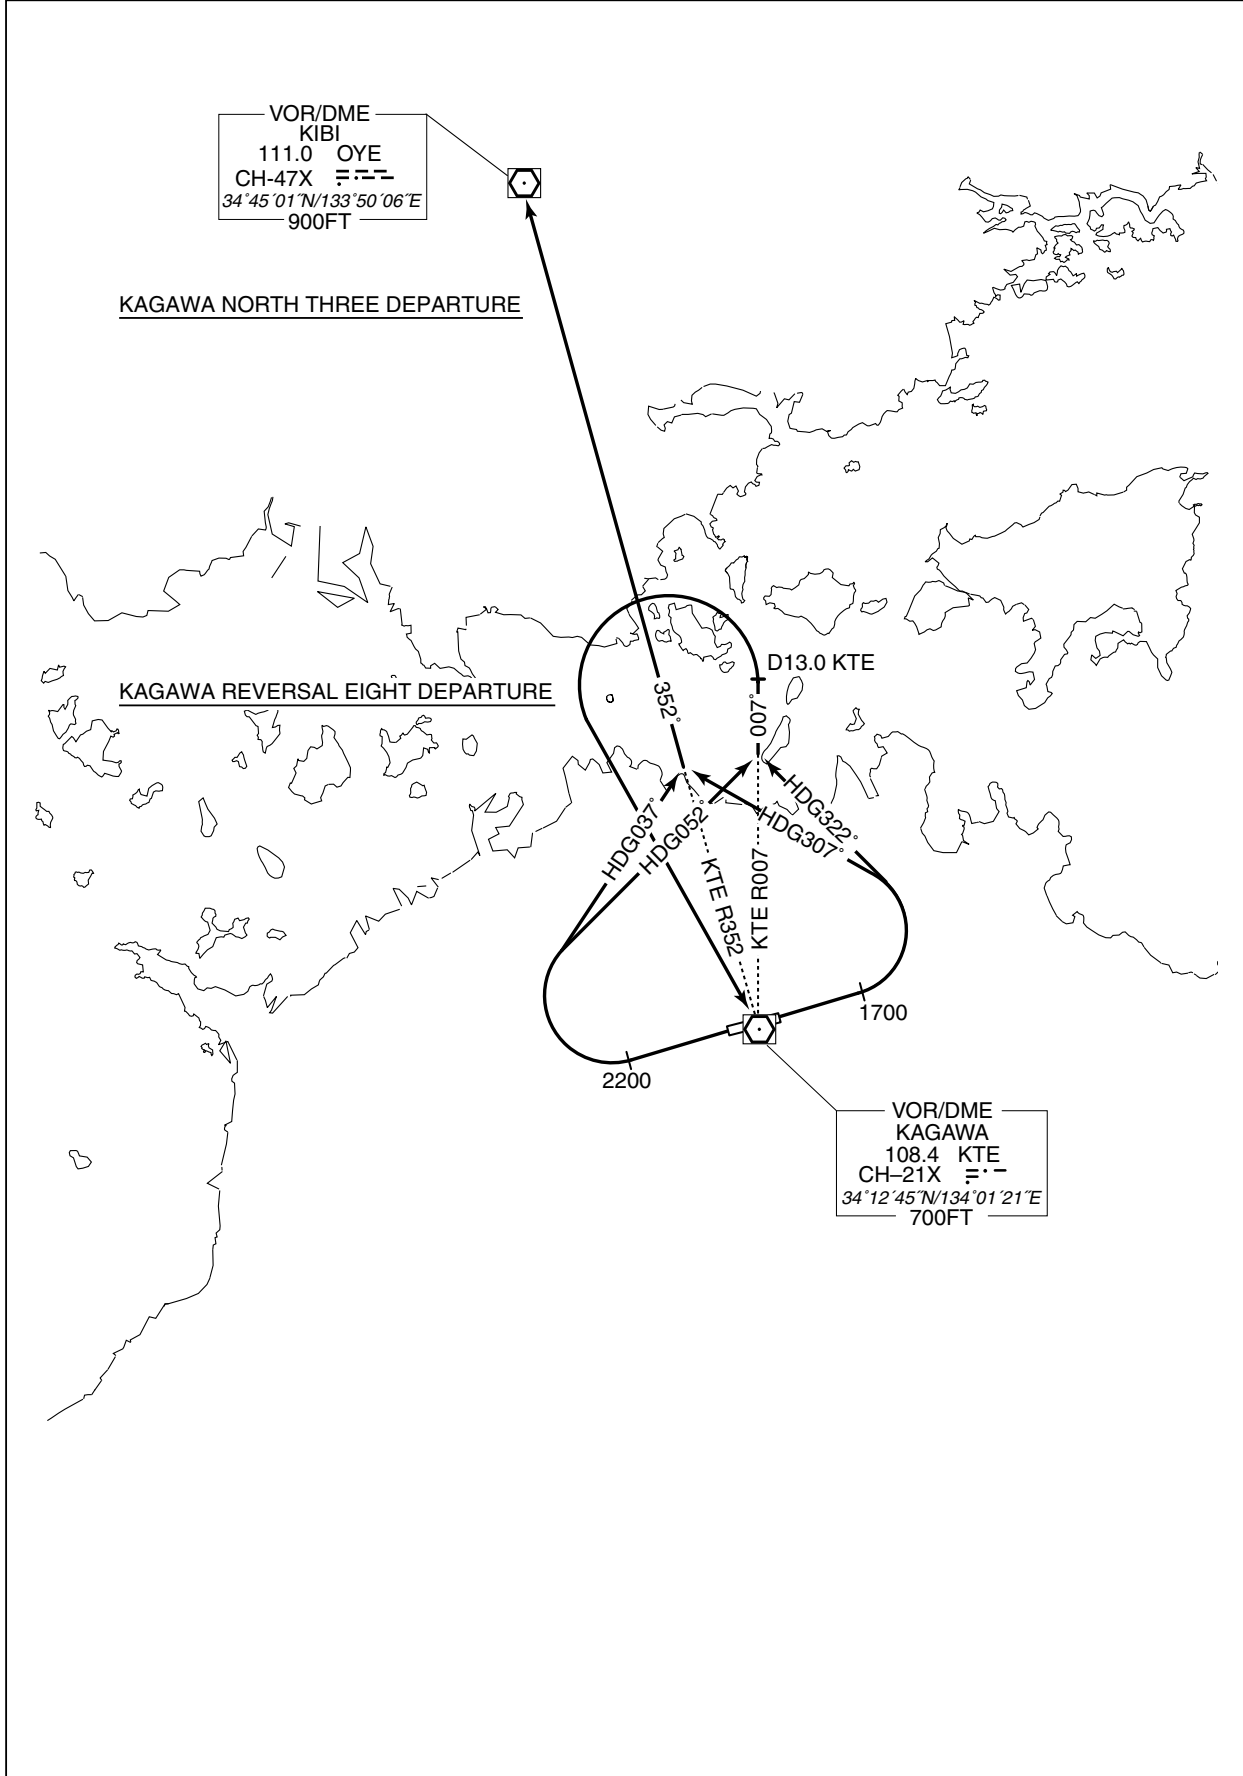 VOR/DME
KIBI
111.0 OYE
CH-47X
34°45´01˝N/133°50´06˝E
900FT
KAGAWA NORTH THREE DEPARTURE
D13.0 KTE
KAGAWA REVERSAL EIGHT DEPARTURE
352°
007°
HDG037°
HDG052°
HDG322°
HDG307°
KTE R352
KTE R007
1700
2200
VOR/DME
KAGAWA
108.4 KTE
CH–21X
34°12´45˝N/134°01´21˝E
700FT